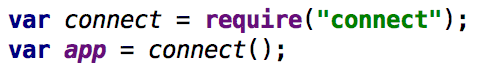 var connect = require("connect");
var app = connect();